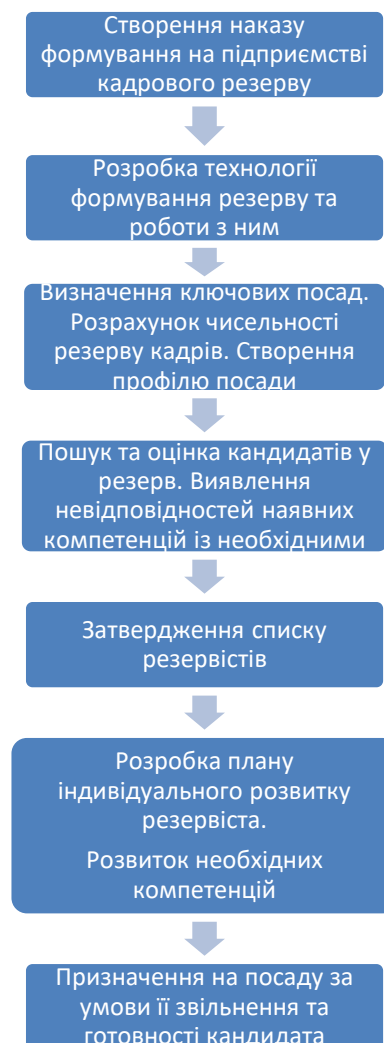 Створення наказу
формування на підприємстві
кадрового резерву
Розробка технології
формування резерву та
роботи з ним
Визначення ключових посад.
Розрахунок чисельності
резерву кадрів. Створення
профілю посади
Пошук та оцінка кандидатів у
резерв. Виявлення
невідповідностей наявних
компетенцій із необхідними
Затвердження списку
резервістів
Розробка плану
індивідуального розвитку
резервіста.
Розвиток необхідних
компетенцій
Призначення на посаду за
умови її звільнення та
готовності кандидата